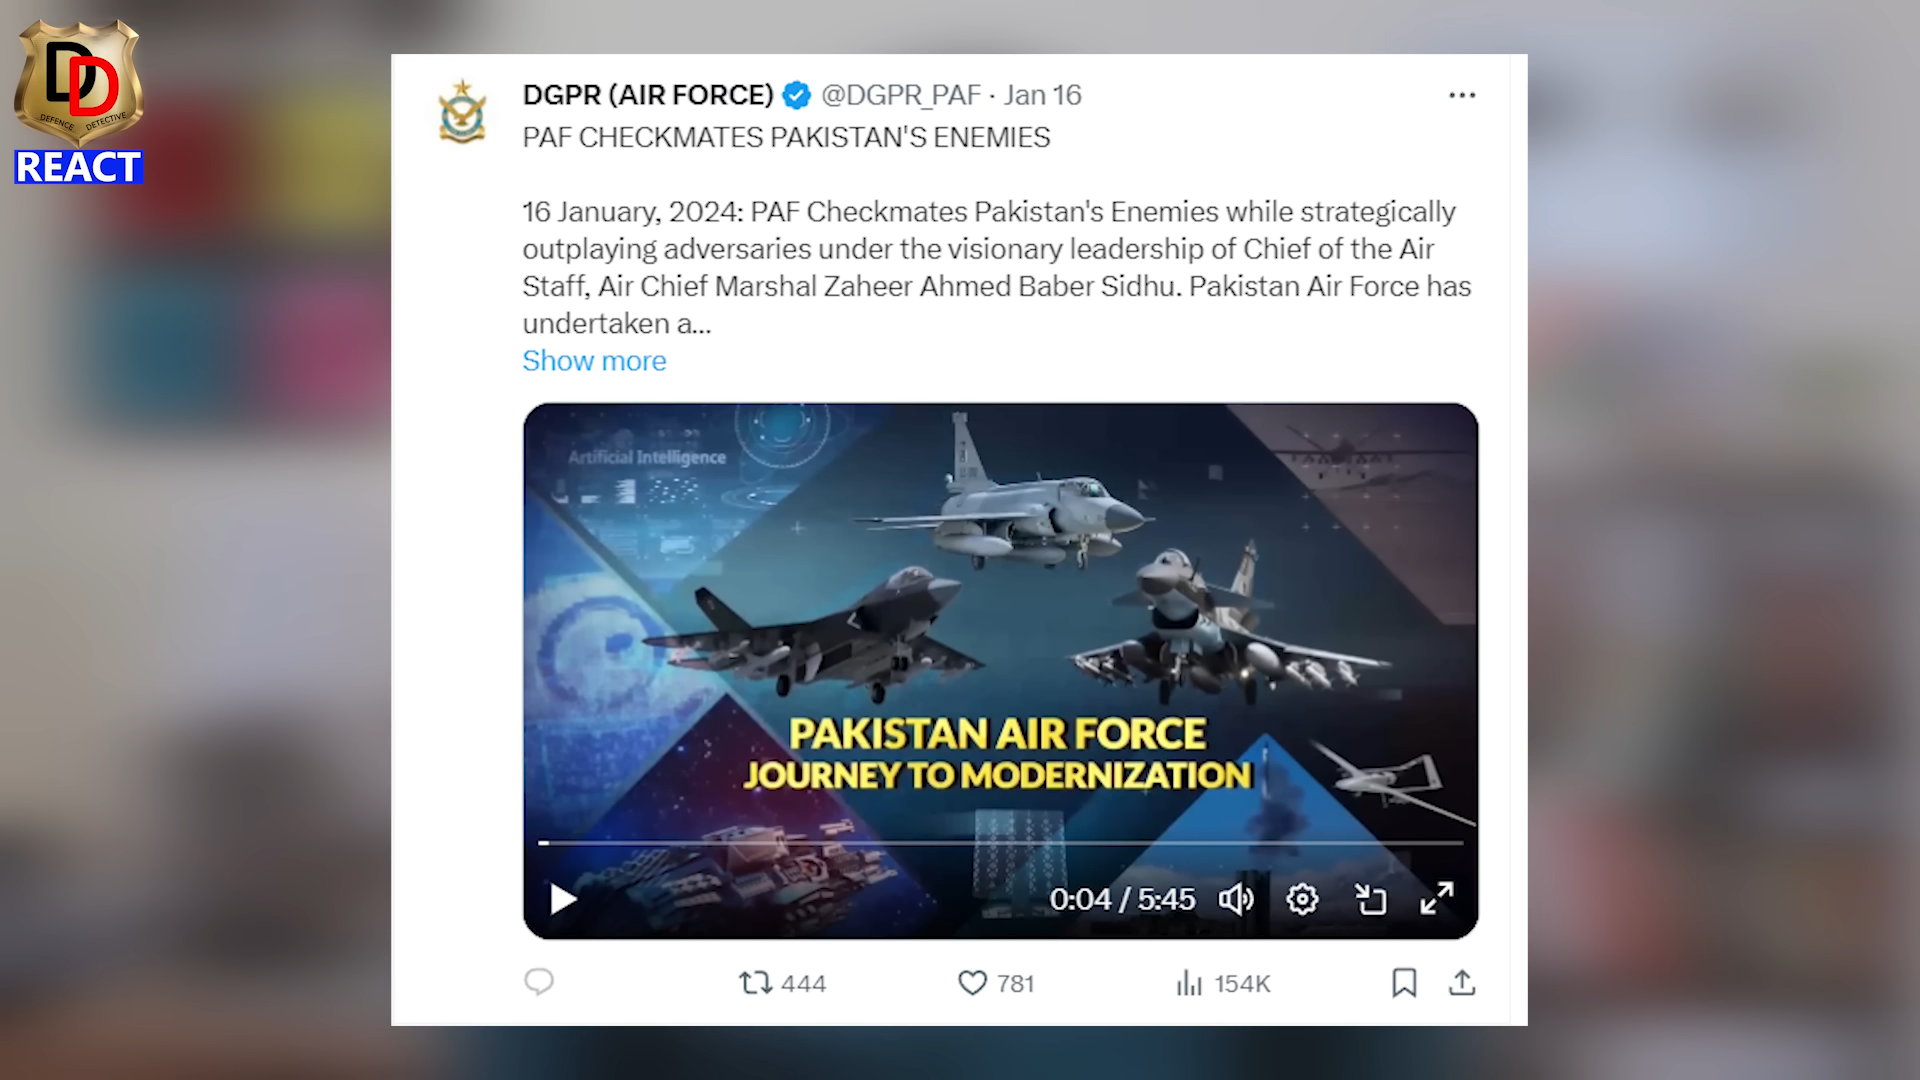 DD
DEFENCE DETECTIVE
REACT
DGPR (AIR FORCE) @DGPR_PAF · Jan 16
PAF CHECKMATES PAKISTAN'S ENEMIES
16 January, 2024: PAF Checkmates Pakistan's Enemies while strategically
outplaying adversaries under the visionary leadership of Chief of the Air
Staff, Air Chief Marshal Zaheer Ahmed Baber Sidhu. Pakistan Air Force has
undertaken a...
Show more
Artificial Intelligence
PAKISTAN AIR FORCE
JOURNEY TO MODERNIZATION
0:04 / 5:45
444 781 154K